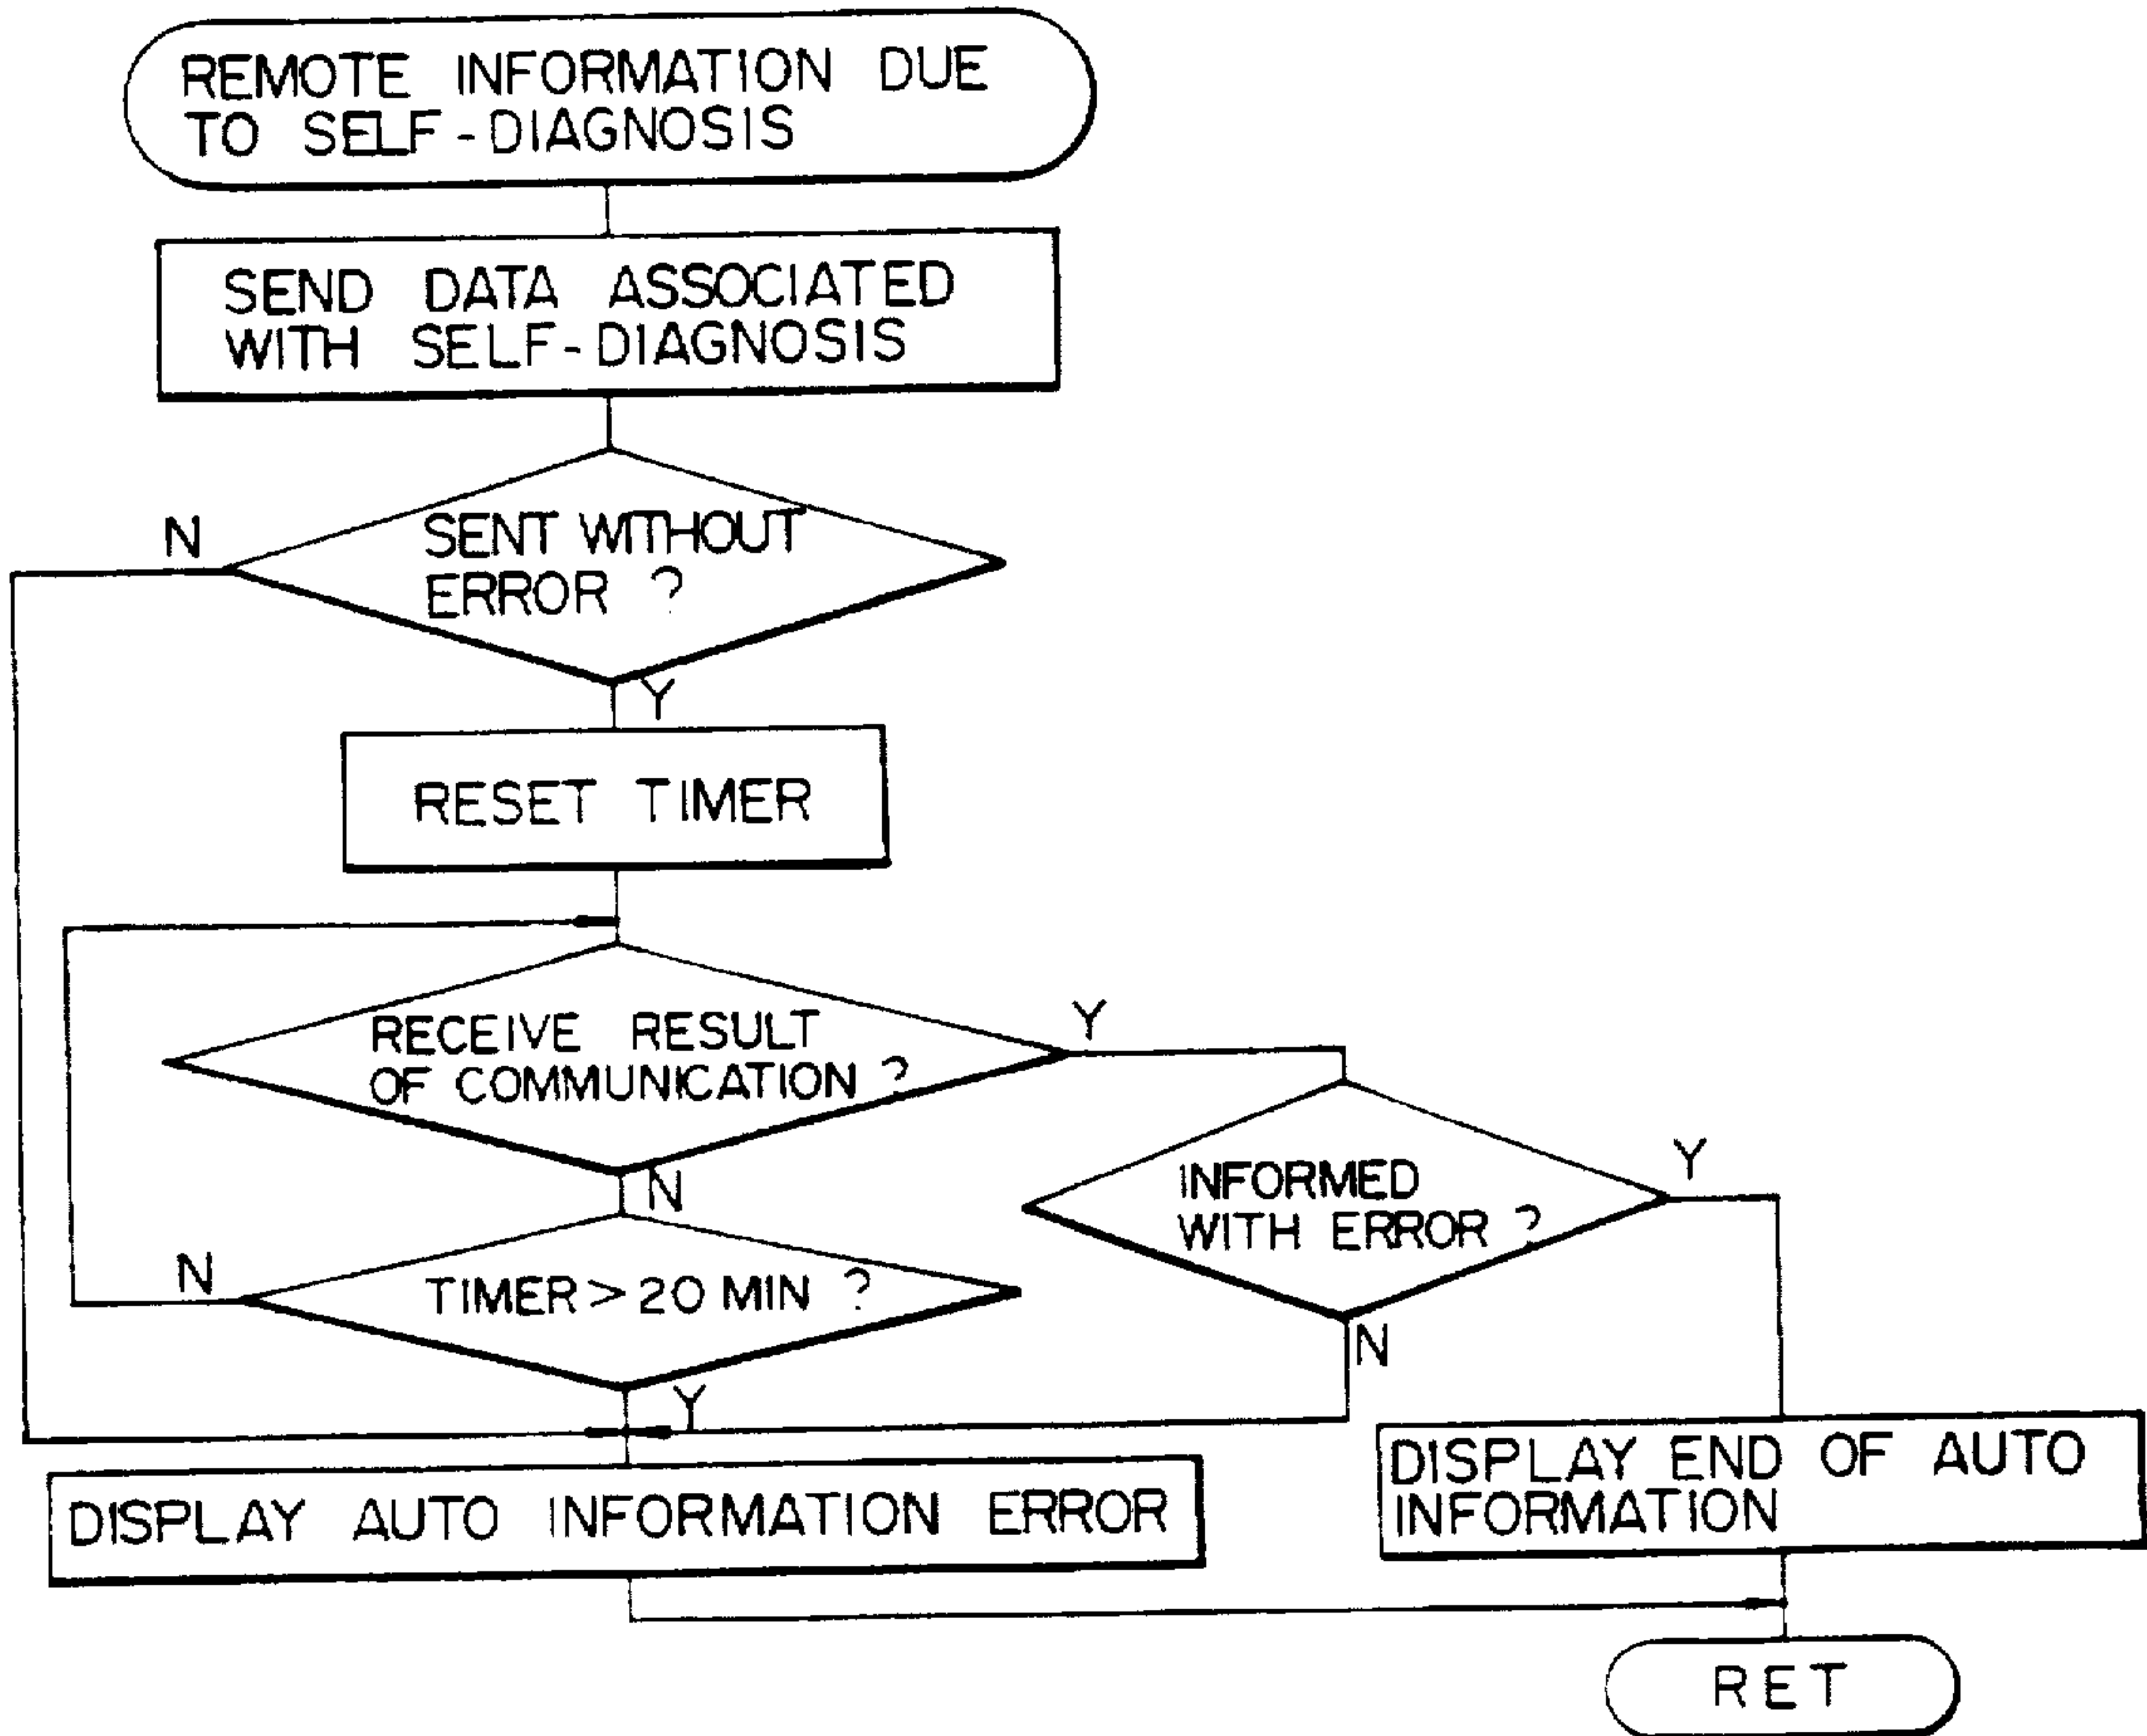 REMOTE INFORMATION DUE
TO SELF-DIAGNOSIS
SEND DATA ASSOCIATED
WITH SELF-DIAGNOSIS
N
SENT WITHOUT
ERROR ?
Y
RESET TIMER
RECEIVE RESULT
OF COMMUNICATION ?
Y
N
INFORMED
WITH ERROR ?
Y
N
TIMER > 20 MIN ?
N
Y
DISPLAY AUTO INFORMATION ERROR
DISPLAY END OF AUTO
INFORMATION
RET